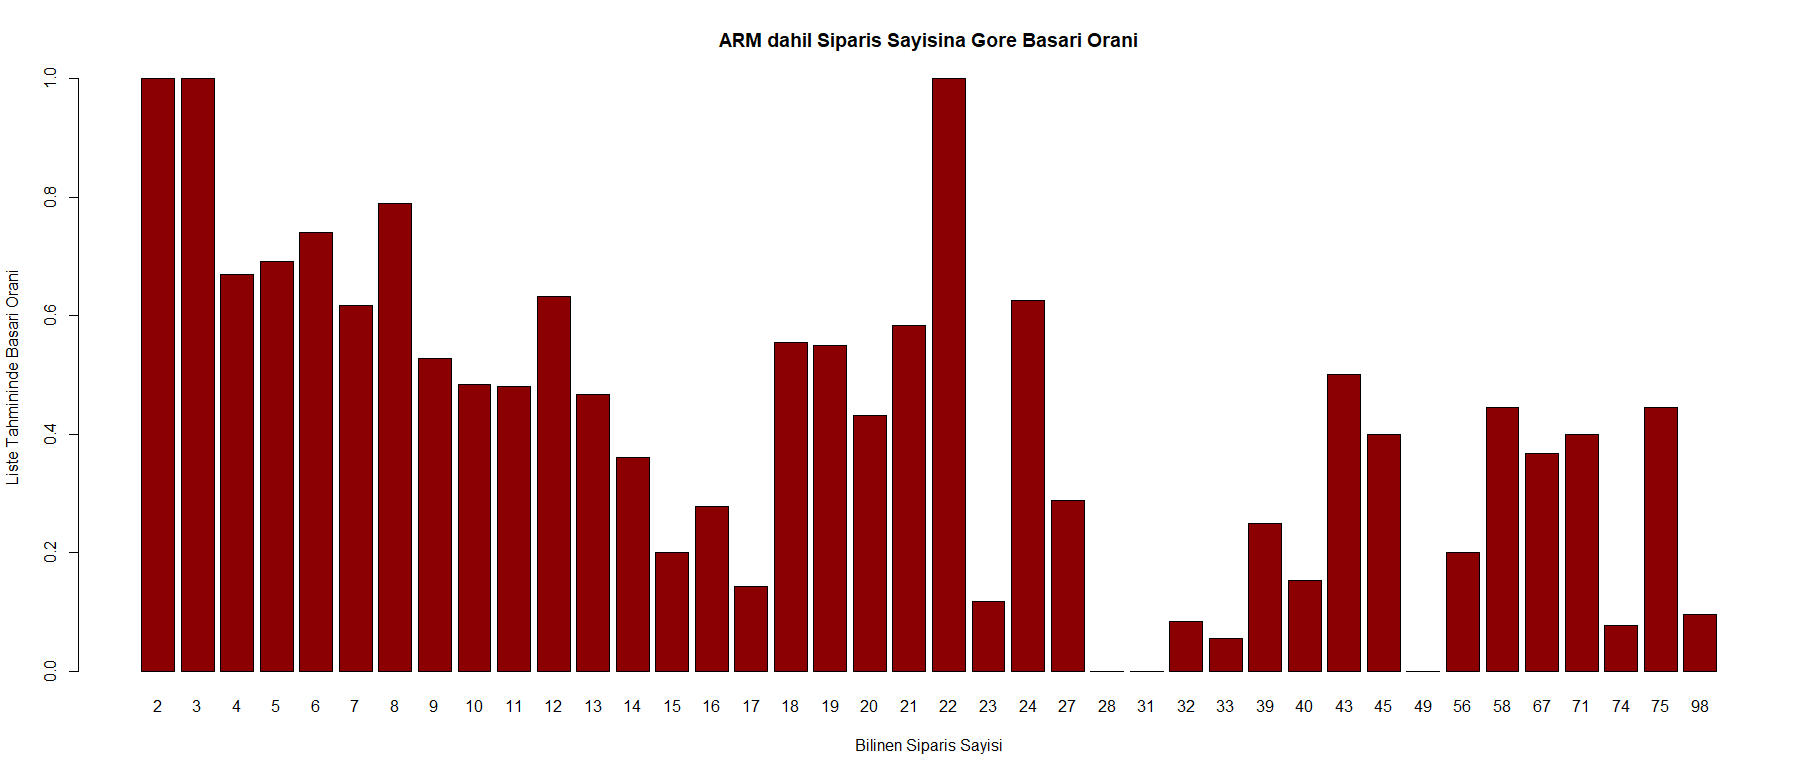 ARM dahil Siparis Sayisina Gore Basari Orani
Liste Tahmininde Basari Orani
1.0
0.8
0.6
0.4
0.2
0.0
2 3 4 5 6 7 8 9 10 11 12 13 14 15 16 17 18 19 20 21 22 23 24 27 28 31 32 33 39 40 43 45 49 56 58 67 71 74 75 98
Bilinen Siparis Sayisi